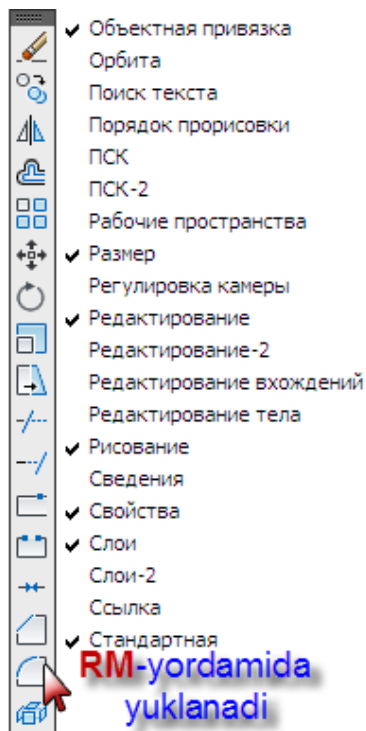 Объектная привязка
Орбита
Поиск текста
Порядок прорисовки
ПСК
ПСК-2
Рабочие пространства
Размер
Регулировка камеры
Редактирование
Редактирование-2
Редактирование вхождений
Редактирование тела
Рисование
Сведения
Свойства
Слои
Слои-2
Ссылка
Стандартная
RM-yordamida
yuklanadi